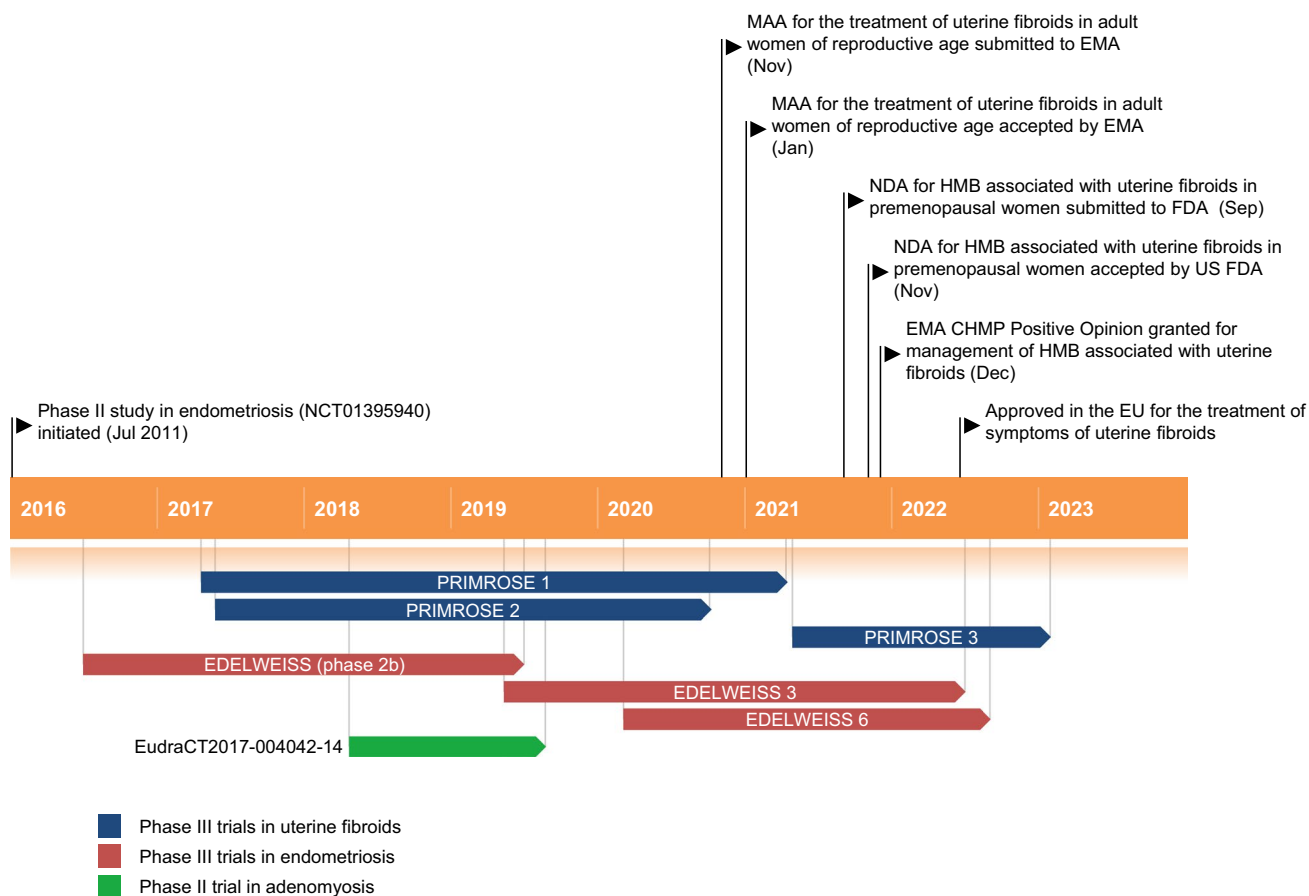 MAA for the treatment of uterine fibroids in adult
women of reproductive age submitted to EMA
(Nov)
MAA for the treatment of uterine fibroids in adult
women of reproductive age accepted by EMA
(Jan)
NDA for HMB associated with uterine fibroids in
premenopausal women submitted to FDA (Sep)
NDA for HMB associated with uterine fibroids in
premenopausal women accepted by US FDA
(Nov)
EMA CHMP Positive Opinion granted for
management of HMB associated with uterine
fibroids (Dec)
Phase II study in endometriosis (NCT01395940)
initiated (Jul 2011)
Approved in the EU for the treatment of
symptoms of uterine fibroids
2016 2017 2018 2019 2020 2021 2022 2023
PRIMROSE 1
PRIMROSE 2
PRIMROSE 3
EDELWEISS (phase 2b)
EDELWEISS 3
EDELWEISS 6
EudraCT2017-004042-14
Phase III trials in uterine fibroids
Phase III trials in endometriosis
Phase II trial in adenomyosis